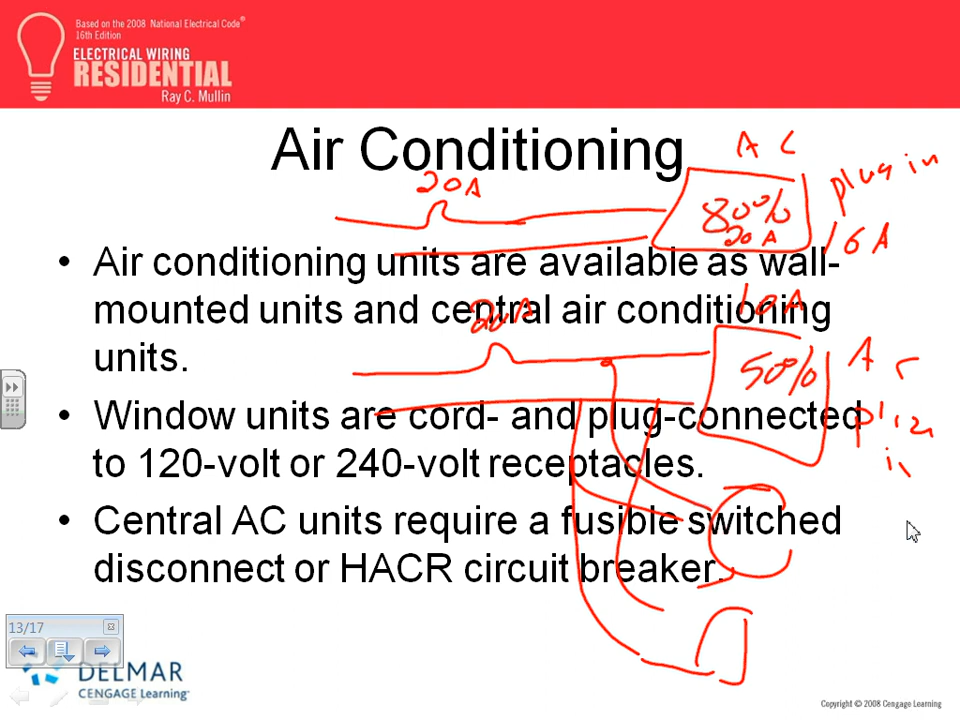 Based on the 2008 National Electrical Code®
16th Edition
ELECTRICAL WIRING
RESIDENTIAL
Ray C. Mullin
Air Conditioning
A C
plug in
20A
80%
20 A
16 A
• Air conditioning units are available as wall-
mounted units and central air conditioning
units.
20A
10A
50%
A C
• Window units are cord- and plug-connected
to 120-volt or 240-volt receptacles.
in
• Central AC units require a fusible switched
disconnect or HACR circuit breaker.
13/17
DELMAR
CENGAGE Learning™
Copyright © 2008 Cengage Learning